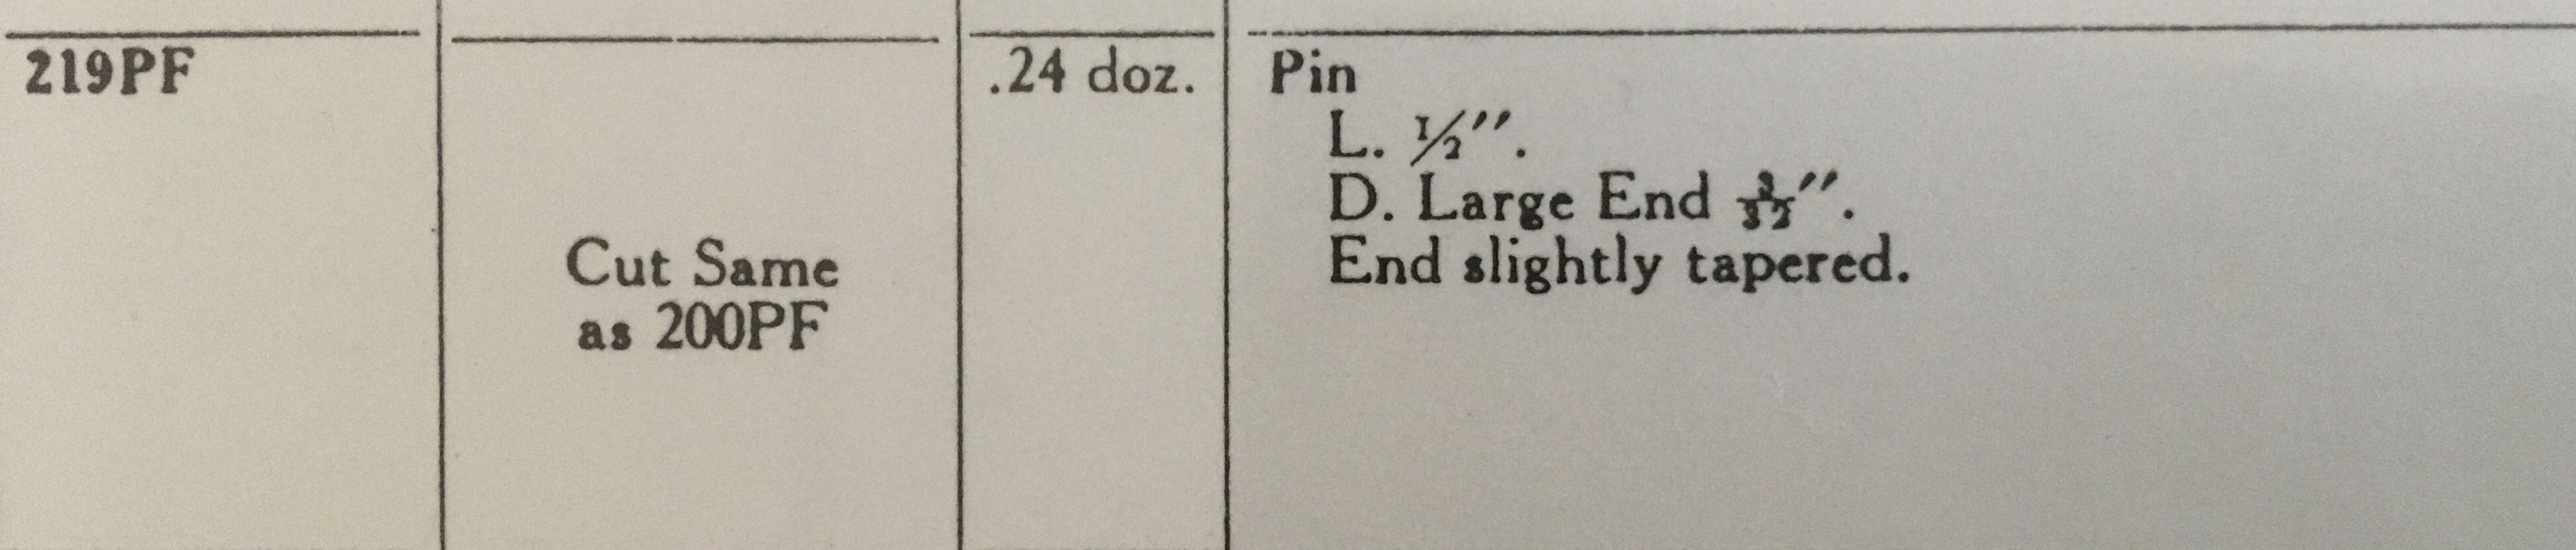 219PF
.24 doz.
Pin
L. ½″.
D. Large End 3/32″.
End slightly tapered.
Cut Same
as 200PF